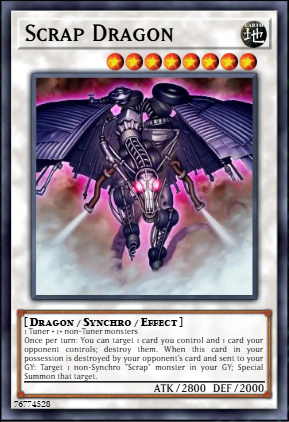 SCRAP DRAGON
EARTH
地
[ DRAGON / SYNCHRO / EFFECT ]
1 Tuner + 1+ non-Tuner monsters
Once per turn: You can target 1 card you control and 1 card your
opponent controls; destroy them. When this card in your
possession is destroyed by your opponent's card and sent to your
GY: Target 1 non-Synchro "Scrap" monster in your GY; Special
Summon that target.
ATK / 2800 DEF / 2000
76774528